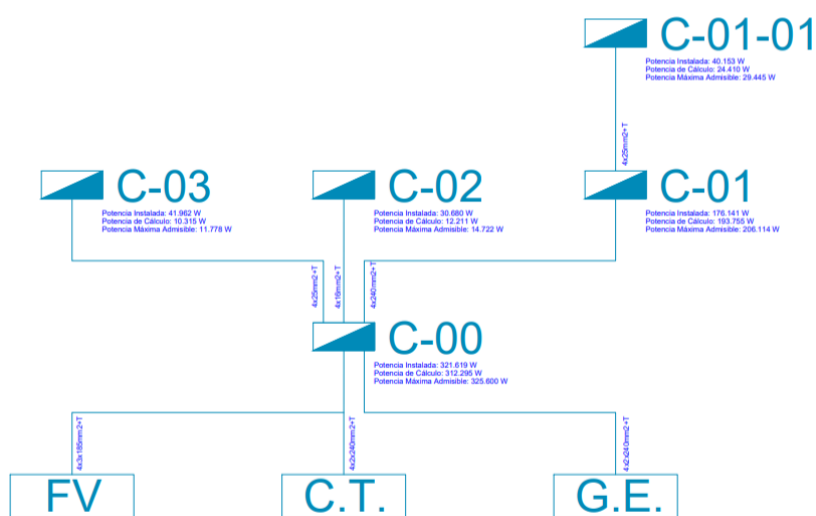 C-01-01
Potencia Instalada: 40.153 W
Potencia de Cálculo: 24.410 W
Potencia Máxima Admisible: 29.445 W
4x25mm2+T
C-03
Potencia Instalada: 41.962 W
Potencia de Cálculo: 10.315 W
Potencia Máxima Admisible: 11.778 W
C-02
Potencia Instalada: 30.680 W
Potencia de Cálculo: 12.211 W
Potencia Máxima Admisible: 14.722 W
C-01
Potencia Instalada: 176.141 W
Potencia de Cálculo: 193.755 W
Potencia Máxima Admisible: 206.114 W
4x25mm2+T
4x16mm2+T
4x240mm2+T
C-00
Potencia Instalada: 321.619 W
Potencia de Cálculo: 312.295 W
Potencia Máxima Admisible: 325.600 W
4x3x185mm2+T
4x2x240mm2+T
4x2x240mm2+T
FV
C.T.
G.E.